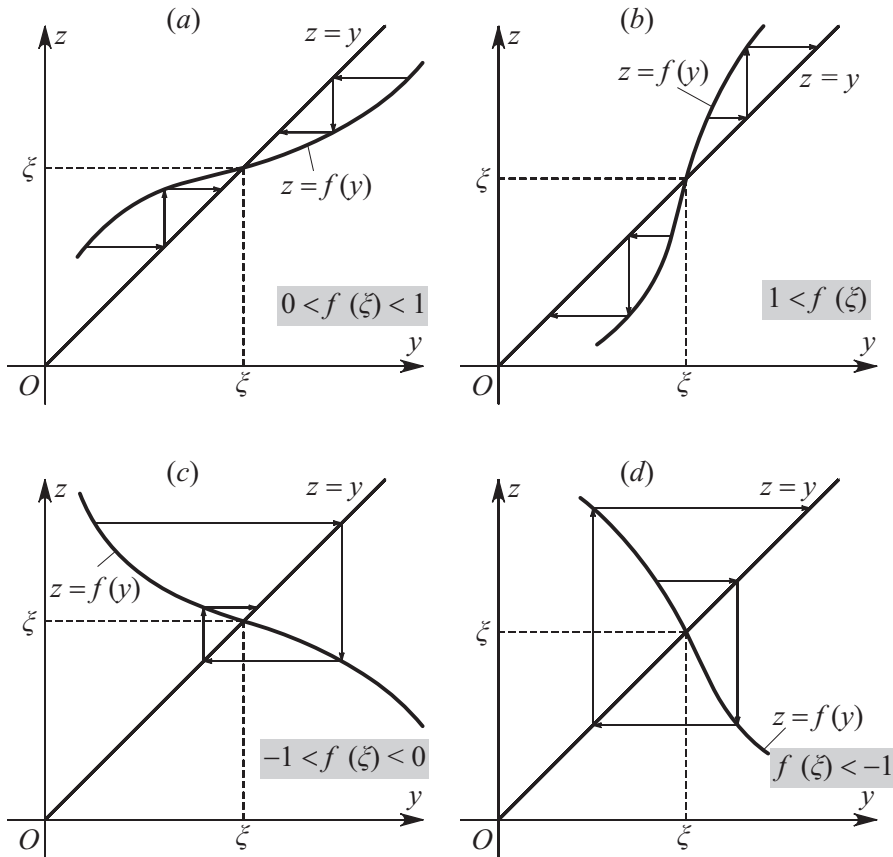 (a)
z
z = y
ξ
z = f(y)
0 < f (ξ) < 1
y
O
ξ
(b)
z
z = f(y)
z = y
ξ
1 < f (ξ)
y
O
ξ
(c)
z
z = y
z = f(y)
ξ
−1 < f (ξ) < 0
y
O
ξ
(d)
z
z = y
ξ
z = f(y)
f (ξ) < −1
y
O
ξ